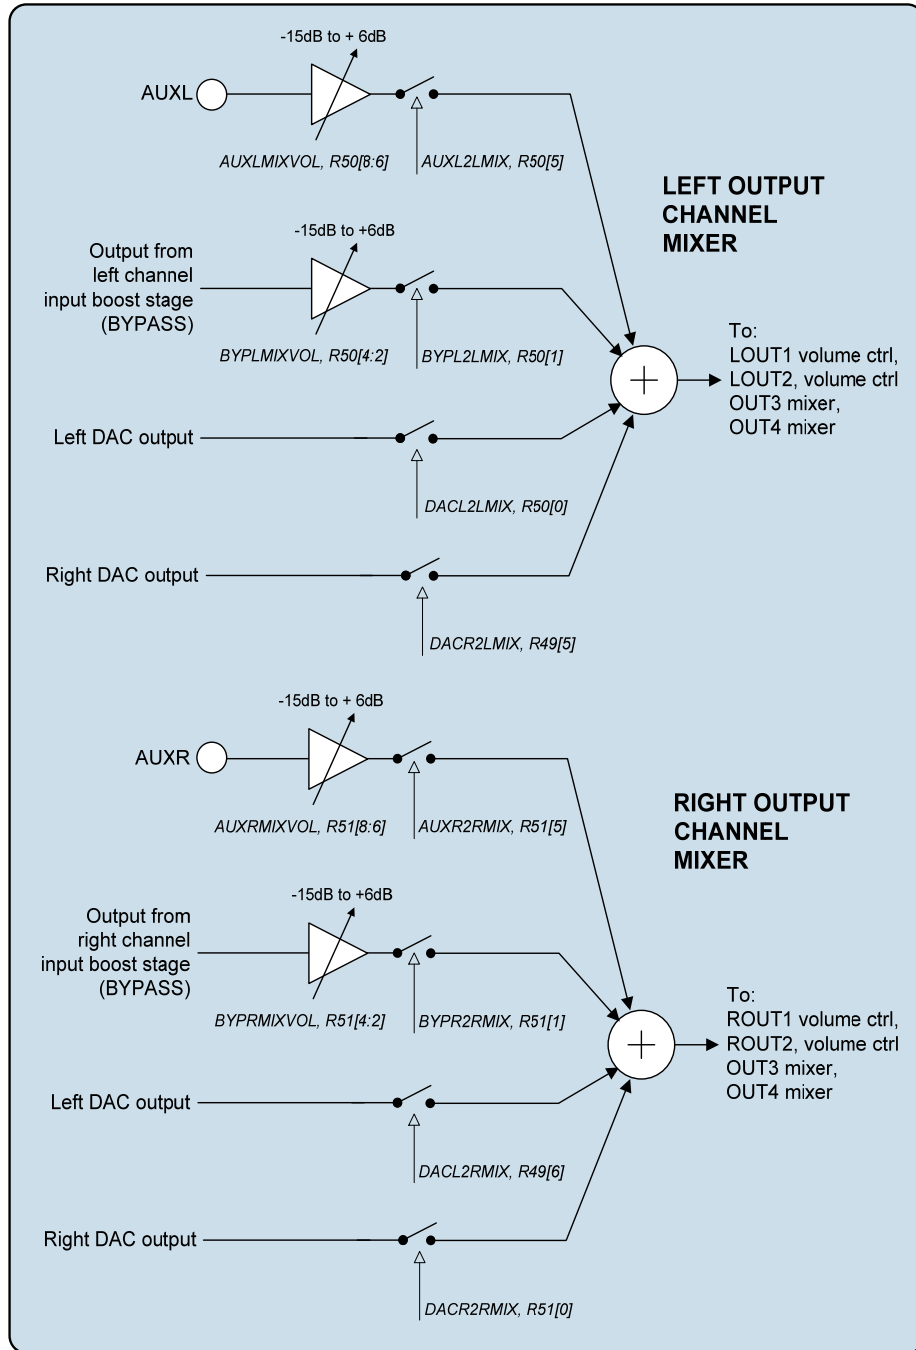 -15dB to + 6dB
AUXL
AUXLMIXVOL, R50[8:6]
AUXL2LMIX, R50[5]
LEFT OUTPUT
CHANNEL
MIXER
-15dB to +6dB
Output from
left channel
input boost stage
(BYPASS)
BYPLMIXVOL, R50[4:2]
BYPL2LMIX, R50[1]
To:
LOUT1 volume ctrl,
LOUT2, volume ctrl
OUT3 mixer,
OUT4 mixer
Left DAC output
DACL2LMIX, R50[0]
Right DAC output
DACR2LMIX, R49[5]
-15dB to + 6dB
AUXR
AUXRMIXVOL, R51[8:6]
AUXR2RMIX, R51[5]
RIGHT OUTPUT
CHANNEL
MIXER
-15dB to +6dB
Output from
right channel
input boost stage
(BYPASS)
BYPRMIXVOL, R51[4:2]
BYPR2RMIX, R51[1]
To:
ROUT1 volume ctrl,
ROUT2, volume ctrl
OUT3 mixer,
OUT4 mixer
Left DAC output
DACL2RMIX, R49[6]
Right DAC output
DACR2RMIX, R51[0]